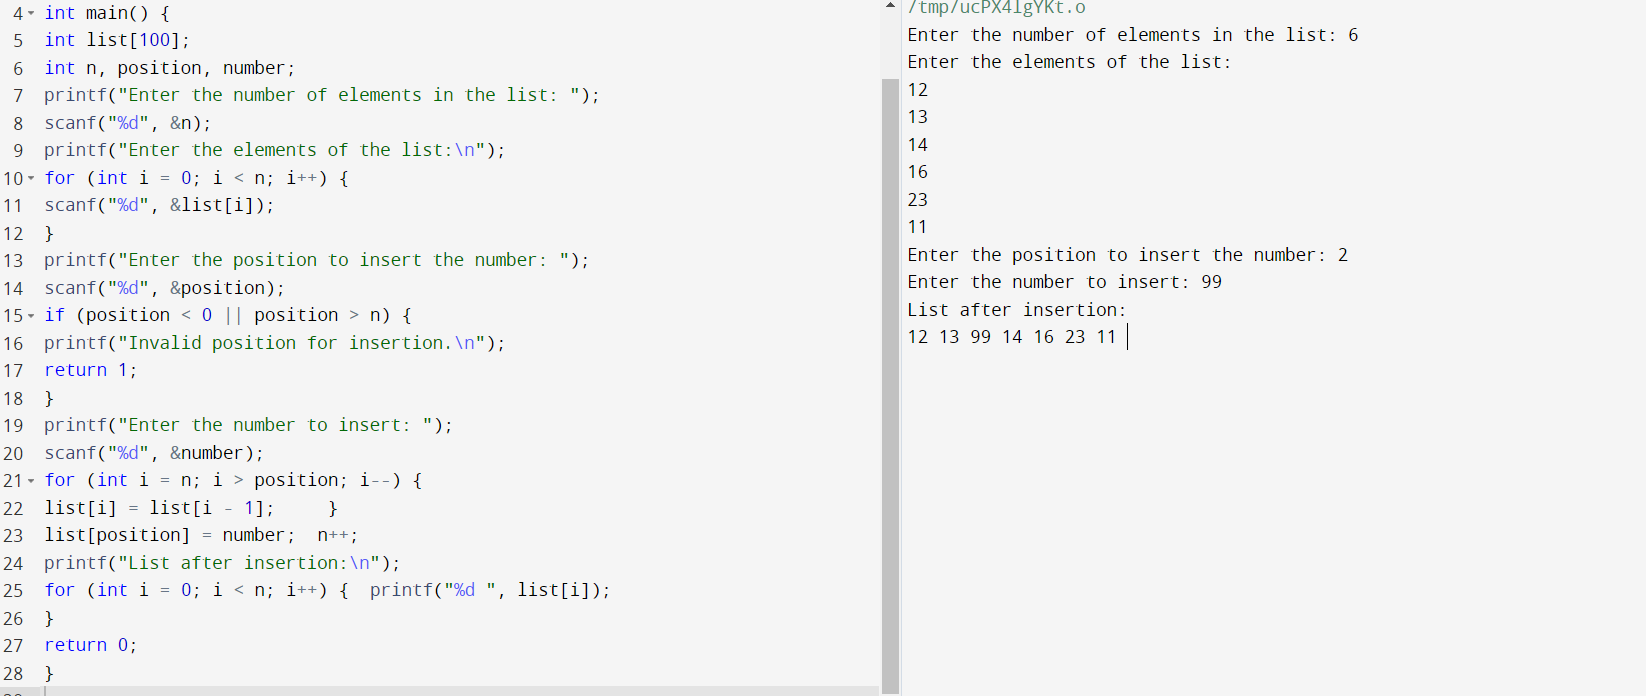 4 int main() {
5 int list[100];
6 int n, position, number;
7 printf("Enter the number of elements in the list: ");
8 scanf("%d", &n);
9 printf("Enter the elements of the list:\n");
10 for (int i = 0; i < n; i++) {
11 scanf("%d", &list[i]);
12 }
13 printf("Enter the position to insert the number: ");
14 scanf("%d", &position);
15 if (position < 0 || position > n) {
16 printf("Invalid position for insertion.\n");
17 return 1;
18 }
19 printf("Enter the number to insert: ");
20 scanf("%d", &number);
21 for (int i = n; i > position; i--) {
22 list[i] = list[i - 1];     }
23 list[position] = number;  n++;
24 printf("List after insertion:\n");
25 for (int i = 0; i < n; i++) {  printf("%d ", list[i]);
26 }
27 return 0;
28 }
/tmp/ucPX4lgYKt.o
Enter the number of elements in the list: 6
Enter the elements of the list:
12
13
14
16
23
11
Enter the position to insert the number: 2
Enter the number to insert: 99
List after insertion:
12 13 99 14 16 23 11